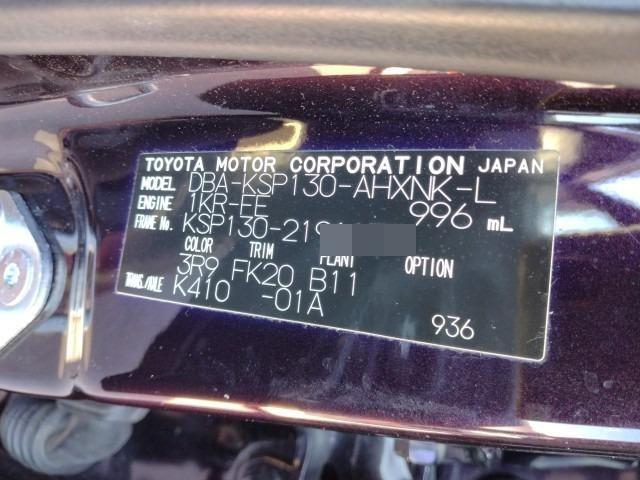 TOYOTA MOTOR CORPORATION JAPAN
MODEL DBA-KSP130-AHXNK-L
ENGINE 1KR-FE 996 mL
FRAME No. KSP130-219
COLOR TRIM PLANT OPTION
3R9 FK20 B11
TRANS./AXLE K410 -01A
936